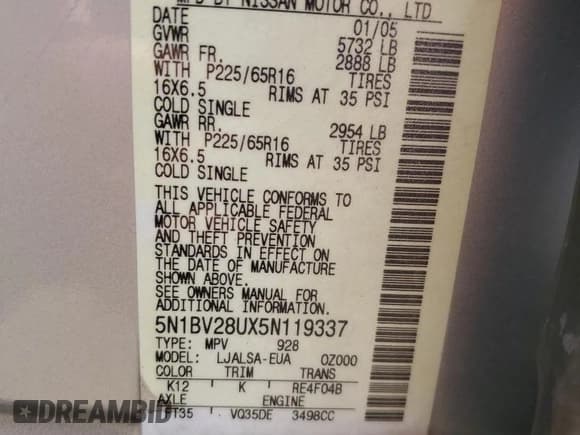 MFD BY NISSAN MOTOR CO., LTD
DATE 01/05
GVWR 5732 LB
GAWR FR. 2888 LB
WITH P225/65R16 TIRES
16X6.5 RIMS AT 35 PSI
COLD SINGLE
GAWR RR. 2954 LB
WITH P225/65R16 TIRES
16X6.5 RIMS AT 35 PSI
COLD SINGLE
THIS VEHICLE CONFORMS TO
ALL APPLICABLE FEDERAL
MOTOR VEHICLE SAFETY
AND THEFT PREVENTION
STANDARDS IN EFFECT ON
THE DATE OF MANUFACTURE
SHOWN ABOVE.
SEE OWNERS MANUAL FOR
ADDITIONAL INFORMATION.
5N1BV28UX5N119337
TYPE: MPV 928
MODEL: LJALSA-EUA OZ000
COLOR TRIM TRANS
K12 K RE4F04B
AXLE ENGINE
FT35 VQ35DE 3498CC
DREAMBID
dreambid.com